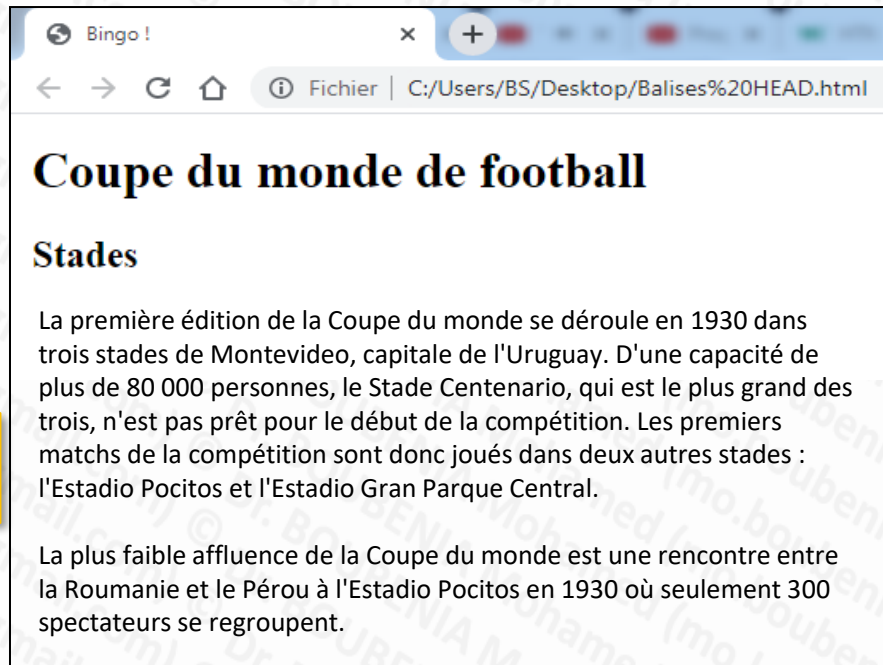 Bingo !
Fichier | C:/Users/BS/Desktop/Balises%20HEAD.html
Coupe du monde de football
Stades
La première édition de la Coupe du monde se déroule en 1930 dans
trois stades de Montevideo, capitale de l'Uruguay. D'une capacité de
plus de 80 000 personnes, le Stade Centenario, qui est le plus grand des
trois, n'est pas prêt pour le début de la compétition. Les premiers
matchs de la compétition sont donc joués dans deux autres stades :
l'Estadio Pocitos et l'Estadio Gran Parque Central.
La plus faible affluence de la Coupe du monde est une rencontre entre
la Roumanie et le Pérou à l'Estadio Pocitos en 1930 où seulement 300
spectateurs se regroupent.